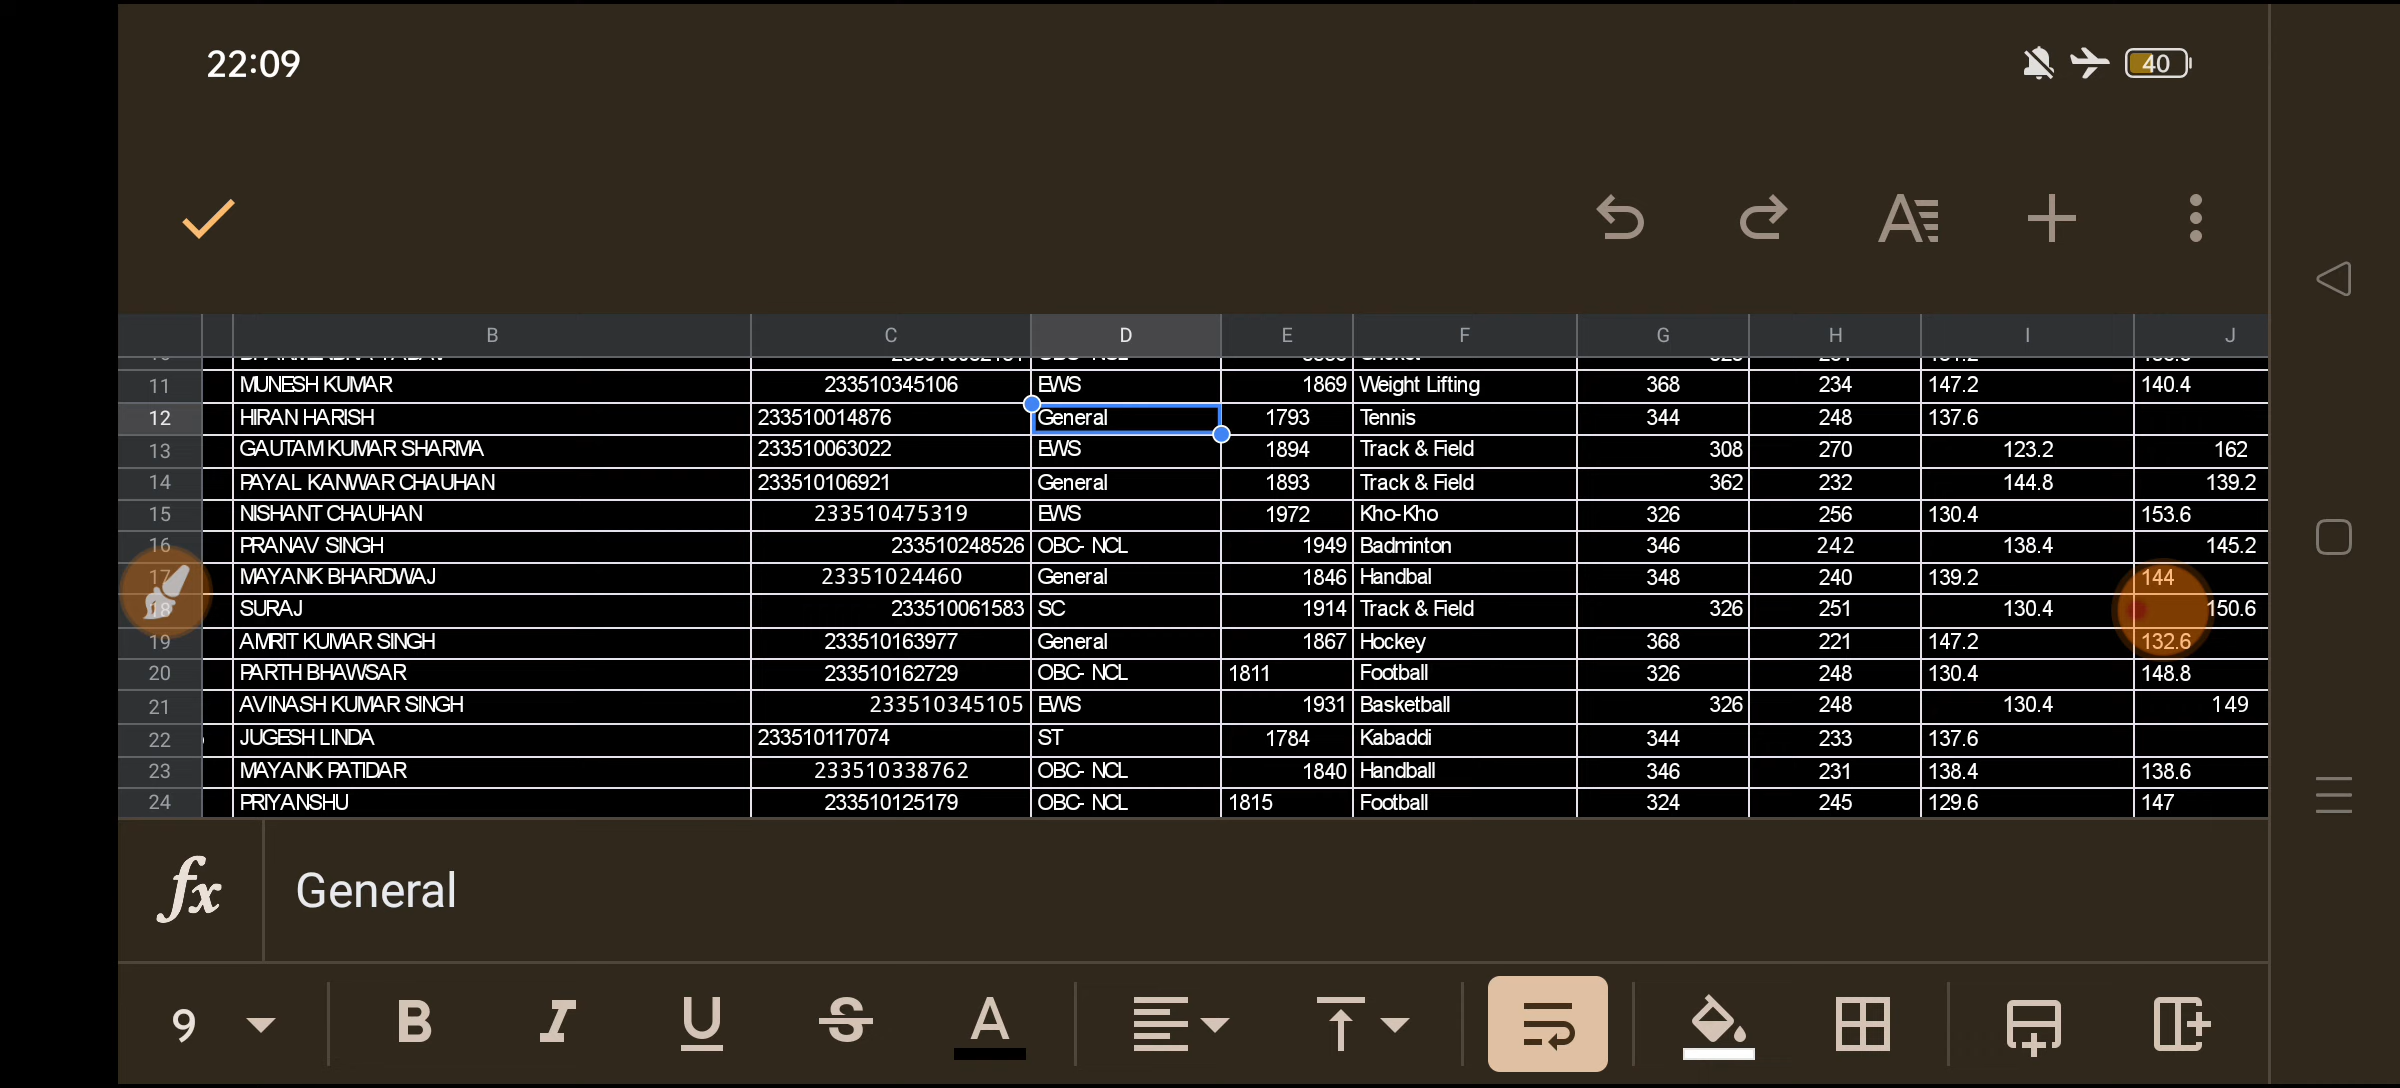 22:09
40
B C D E F G H I J
11 MUNESH KUMAR 233510345106 EWS 1869 Weight Lifting 368 234 147.2 140.4
12 HIRAN HARISH 233510014876 General 1793 Tennis 344 248 137.6
13 GAUTAM KUMAR SHARMA 233510063022 EWS 1894 Track & Field 308 270 123.2 162
14 PAYAL KANWAR CHAUHAN 233510106921 General 1893 Track & Field 362 232 144.8 139.2
15 NISHANT CHAUHAN 233510475319 EWS 1972 Kho-Kho 326 256 130.4 153.6
16 PRANAV SINGH 233510248526 OBC- NCL 1949 Badminton 346 242 138.4 145.2
17 MAYANK BHARDWAJ 23351024460 General 1846 Handbal 348 240 139.2 144
18 SURAJ 233510061583 SC 1914 Track & Field 326 251 130.4 150.6
19 AMRIT KUMAR SINGH 233510163977 General 1867 Hockey 368 221 147.2 132.6
20 PARTH BHAWSAR 233510162729 OBC- NCL 1811 Football 326 248 130.4 148.8
21 AVINASH KUMAR SINGH 233510345105 EWS 1931 Basketball 326 248 130.4 149
22 JUGESH LINDA 233510117074 ST 1784 Kabaddi 344 233 137.6
23 MAYANK PATIDAR 233510338762 OBC- NCL 1840 Handball 346 231 138.4 138.6
24 PRIYANSHU 233510125179 OBC- NCL 1815 Football 324 245 129.6 147
fx General
9 B I U S A